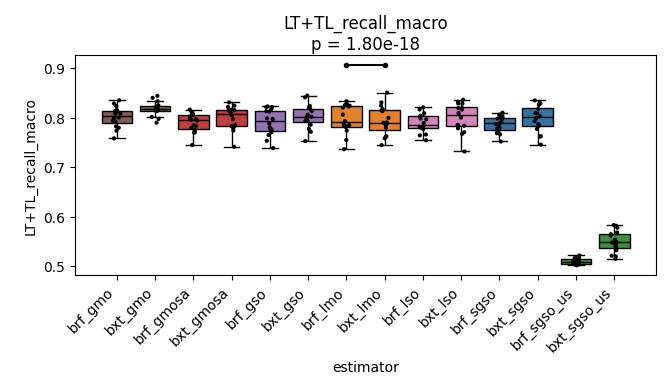 LT+TL_recall_macro
p = 1.80e-18
LT+TL_recall_macro
0.9
0.8
0.7
0.6
0.5
brf_gmo
bxt_gmo
brf_gmosa
bxt_gmosa
brf_gso
bxt_gso
brf_lmo
bxt_lmo
brf_lso
bxt_lso
brf_sgso
bxt_sgso
brf_sgso_us
bxt_sgso_us
estimator